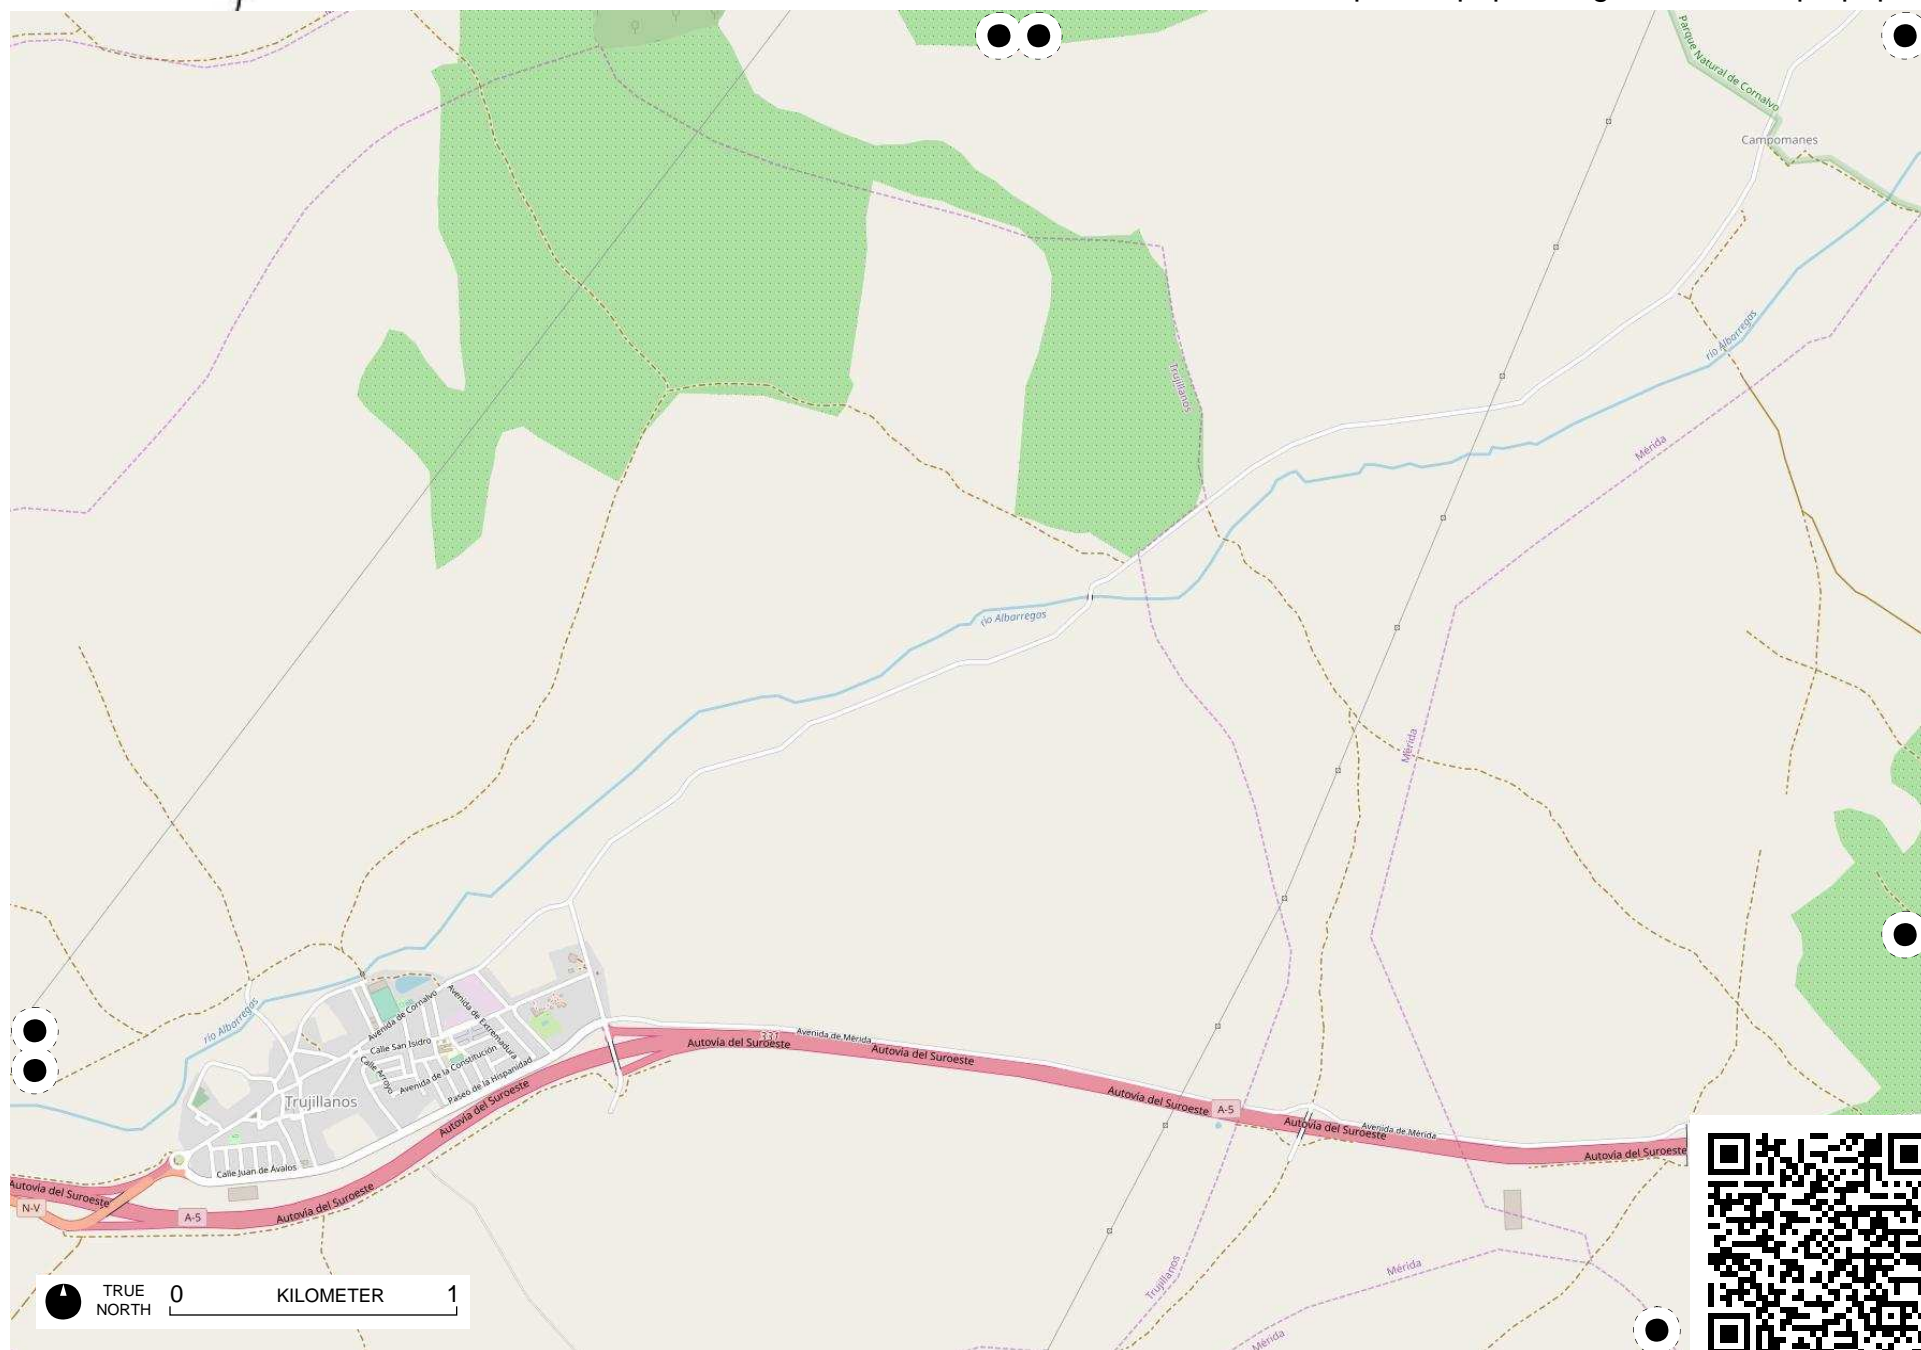 Parque Natural de Cornalvo
Campomanes
río Albarregas
Trujillanos
Mérida
río Albarregas
Mérida
río Albarregas
Avenida de Cornalvo
Avenida de Extremadura
Calle San Isidro
Calle Arroyo
Avenida de la Constitución
Paseo de la Hispanidad
Trujillanos
Calle Juan de Ávalos
331
Avenida de Mérida
Autovía del Suroeste
Autovía del Suroeste
Autovía del Suroeste
Autovía del Suroeste
A-5
Autovía del Suroeste
Avenida de Mérida
Autovía del Suroeste
Autovía del Suroeste
N-V
A-5
Autovía del Suroeste
Trujillanos
Mérida
Mérida
TRUE
NORTH
0 KILOMETER 1